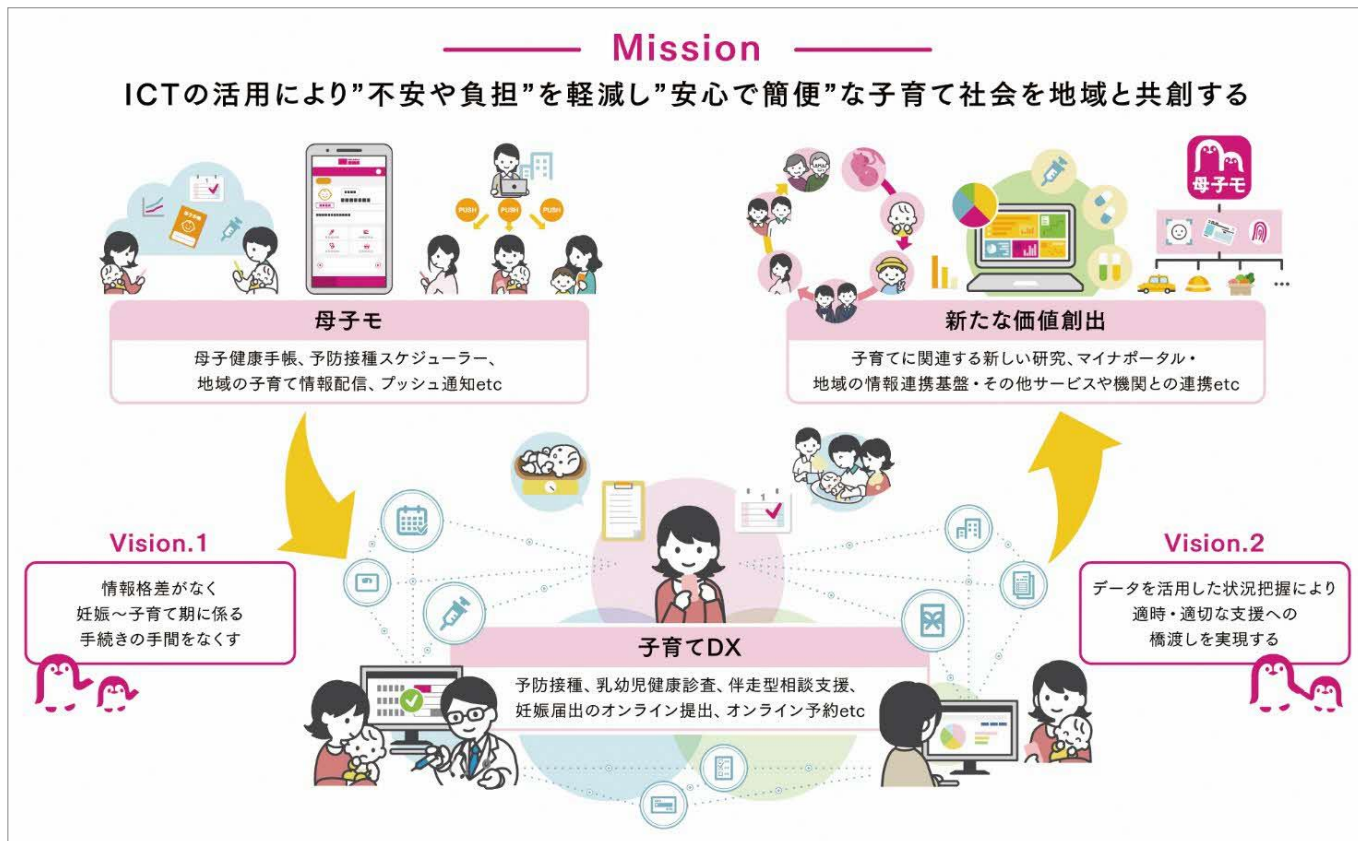 Mission
ICTの活用により”不安や負担”を軽減し”安心で簡便”な子育て社会を地域と共創する
PUSH
PUSH
PUSH
母子モ
母子健康手帳、予防接種スケジューラー、
地域の子育て情報配信、プッシュ通知etc
母子モ
...
新たな価値創出
子育てに関連する新しい研究、マイナポータル・
地域の情報連携基盤・その他サービスや機関との連携etc
Vision.1
情報格差がなく
妊娠～子育て期に係る
手続きの手間をなくす
1
子育てDX
予防接種、乳幼児健康診査、伴走型相談支援、
妊娠届出のオンライン提出、オンライン予約etc
Vision.2
データを活用した状況把握により
適時・適切な支援への
橋渡しを実現する